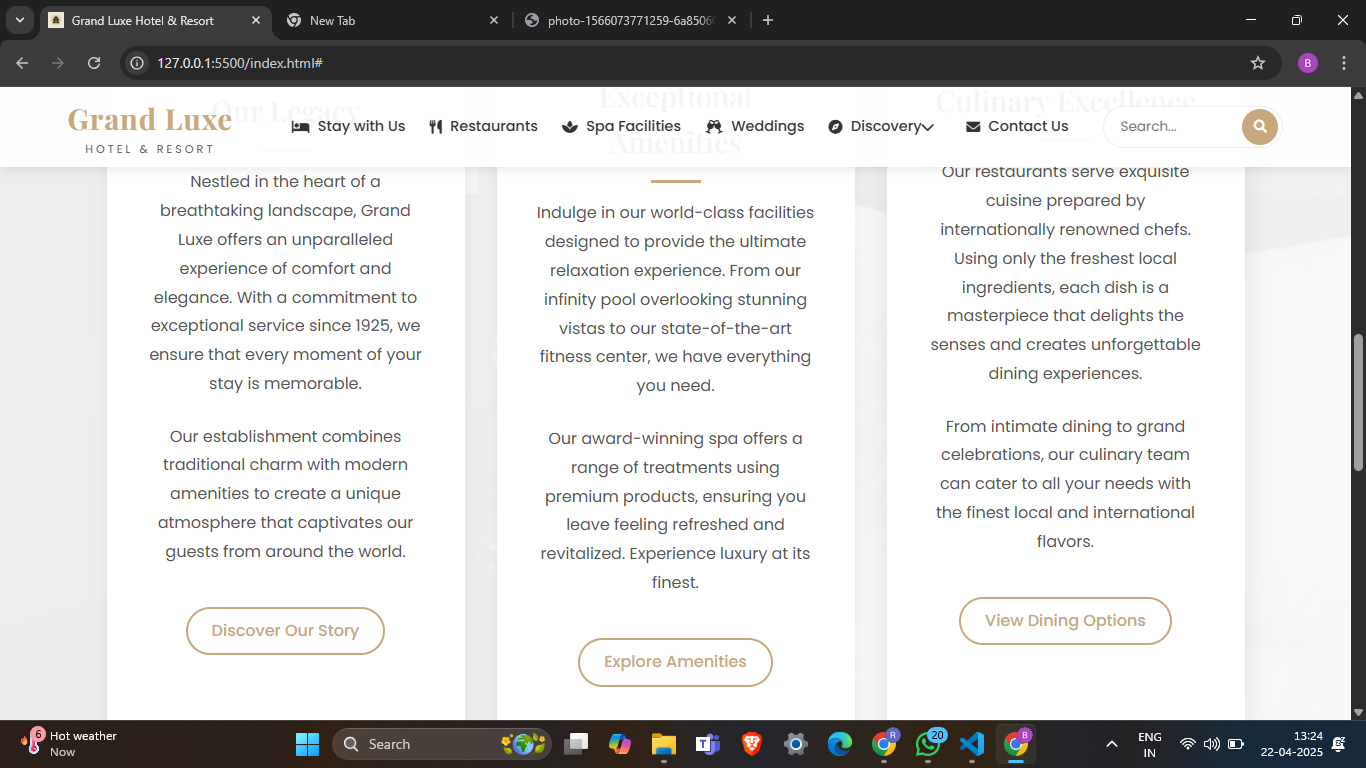 Grand Luxe Hotel & Resort
New Tab
photo-1566073771259-6a8506
127.0.0.1:5500/index.html#
B
Grand Luxe
HOTEL & RESORT
Stay with Us
Restaurants
Spa Facilities
Weddings
Discovery
Contact Us
Search...
Our Legacy
Nestled in the heart of a
breathtaking landscape, Grand
Luxe offers an unparalleled
experience of comfort and
elegance. With a commitment to
exceptional service since 1925, we
ensure that every moment of your
stay is memorable.
Our establishment combines
traditional charm with modern
amenities to create a unique
atmosphere that captivates our
guests from around the world.
Discover Our Story
Exceptional
Amenities
Indulge in our world-class facilities
designed to provide the ultimate
relaxation experience. From our
infinity pool overlooking stunning
vistas to our state-of-the-art
fitness center, we have everything
you need.
Our award-winning spa offers a
range of treatments using
premium products, ensuring you
leave feeling refreshed and
revitalized. Experience luxury at its
finest.
Explore Amenities
Culinary Excellence
Our restaurants serve exquisite
cuisine prepared by
internationally renowned chefs.
Using only the freshest local
ingredients, each dish is a
masterpiece that delights the
senses and creates unforgettable
dining experiences.
From intimate dining to grand
celebrations, our culinary team
can cater to all your needs with
the finest local and international
flavors.
View Dining Options
6
Hot weather
Now
Search
R
20
B
ENG
IN
13:24
22-04-2025